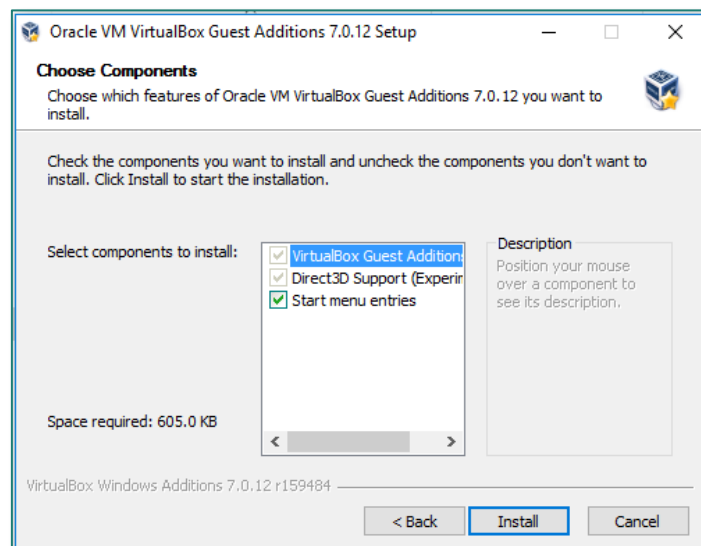 Oracle VM VirtualBox Guest Additions 7.0.12 Setup
Choose Components
Choose which features of Oracle VM VirtualBox Guest Additions 7.0.12 you want to
install.
Check the components you want to install and uncheck the components you don't want to
install. Click Install to start the installation.
Select components to install:
VirtualBox Guest Additions
Direct3D Support (Experim
Start menu entries
Description
Position your mouse
over a component to
see its description.
Space required: 605.0 KB
VirtualBox Windows Additions 7.0.12 r159484
< Back
Install
Cancel